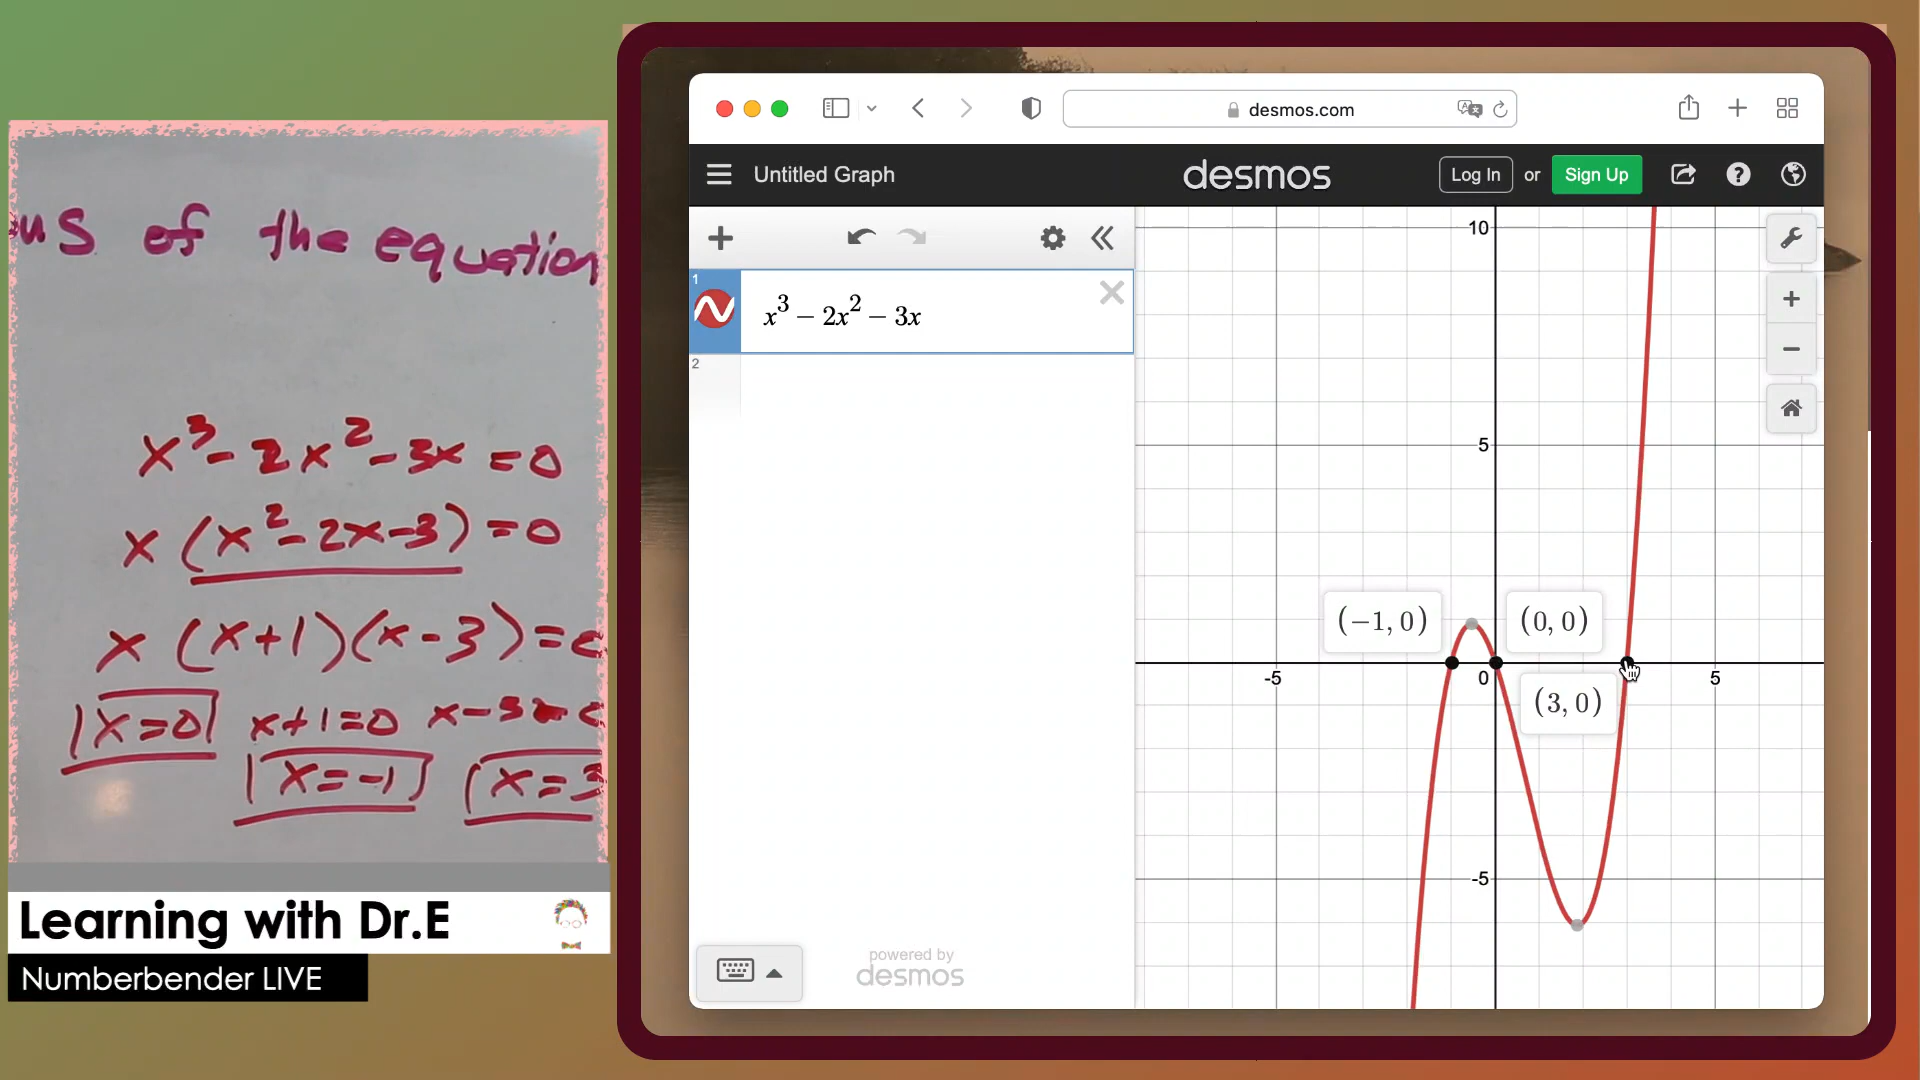 us of the equation
x³ - 2x² - 3x = 0
x (x² - 2x - 3) = 0
x (x+1)(x-3) =
x=0 x+1=0 x-3=
x=-1 x=3
Learning with Dr.E
Numberbender LIVE
desmos.com
Untitled Graph
desmos
Log In or Sign Up
1
x³ − 2x² − 3x
2
powered by
desmos
10
5
(−1, 0)
(0, 0)
-5
0
5
(3, 0)
-5